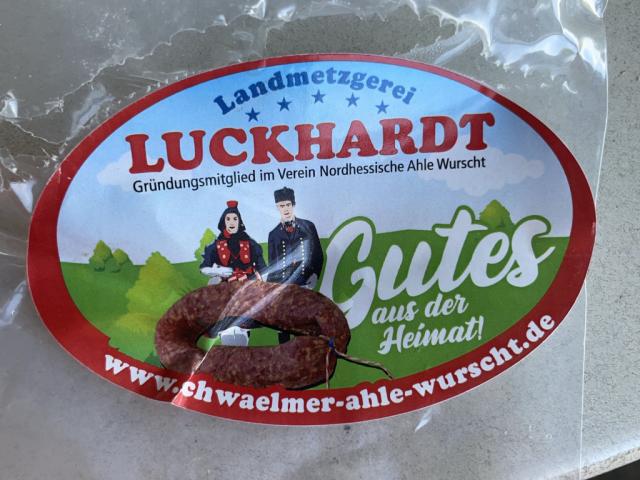 Landmetzgerei
LUCKHARDT
Gründungsmitglied im Verein Nordhessische Ahle Wurscht
Gutes
aus der
Heimat!
www.schwaelmer-ahle-wurscht.de